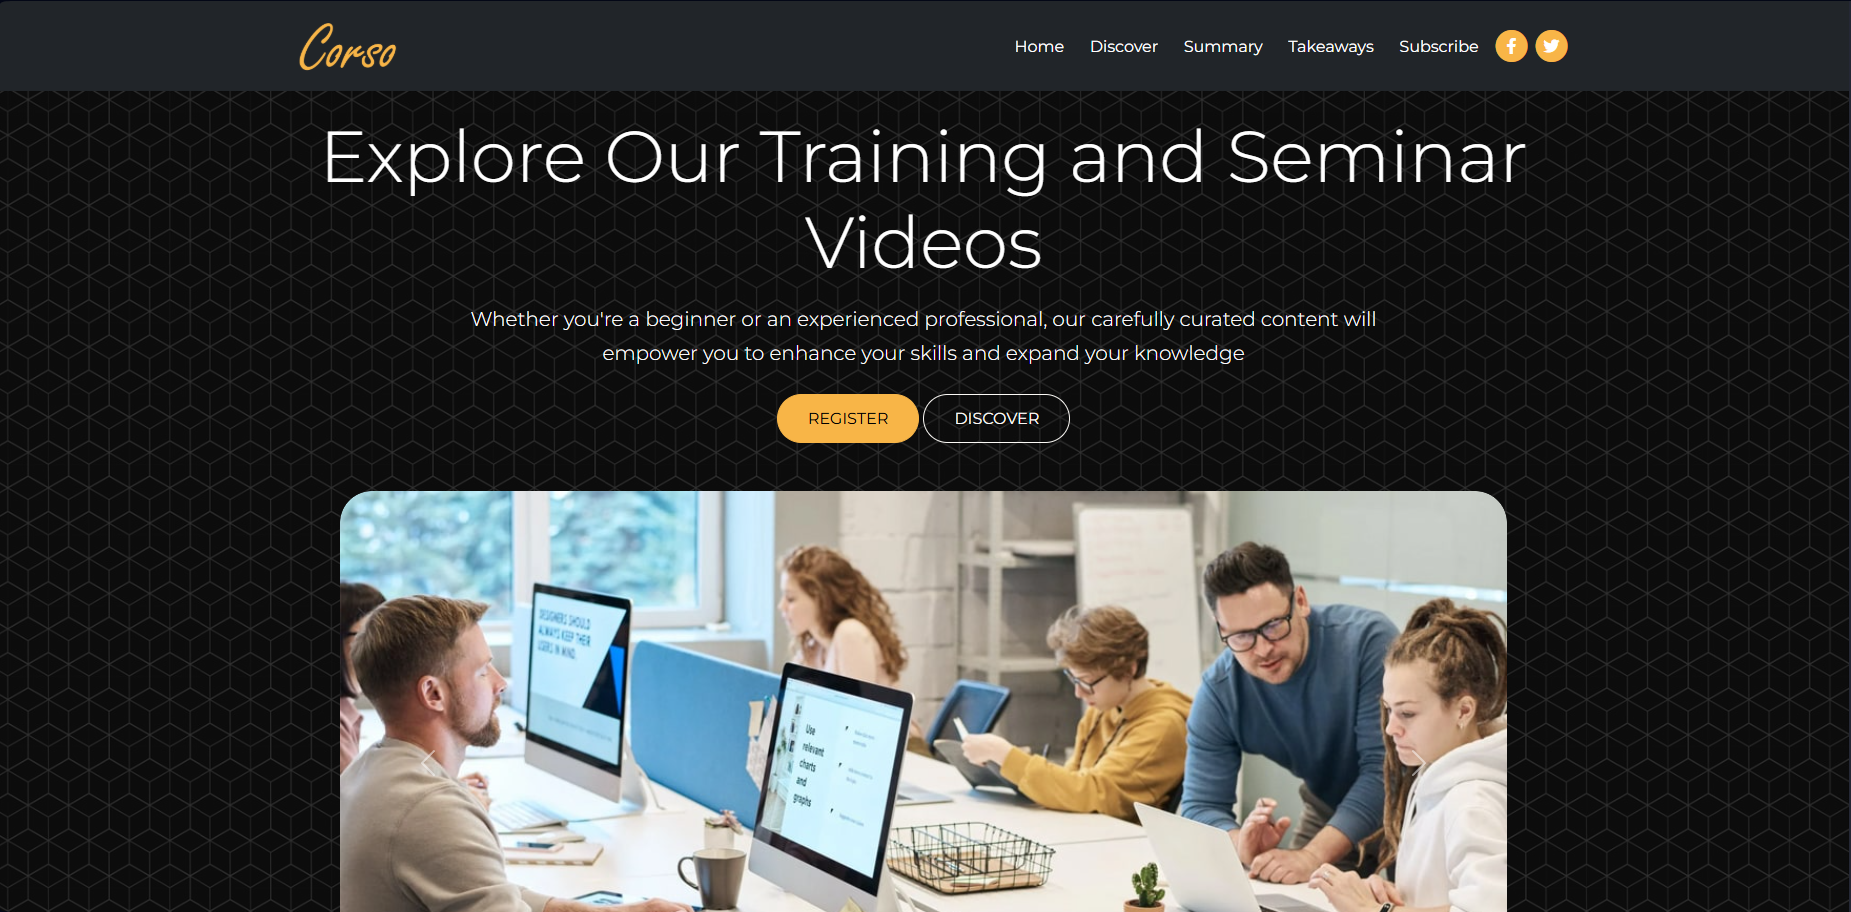 Corso
Home Discover Summary Takeaways Subscribe
Explore Our Training and Seminar
Videos
Whether you're a beginner or an experienced professional, our carefully curated content will
empower you to enhance your skills and expand your knowledge
REGISTER DISCOVER
DESIGNERS SHOULD
ALWAYS KEEP THEIR
USERS IN MIND.
Use
relevant
charts
and
graphs